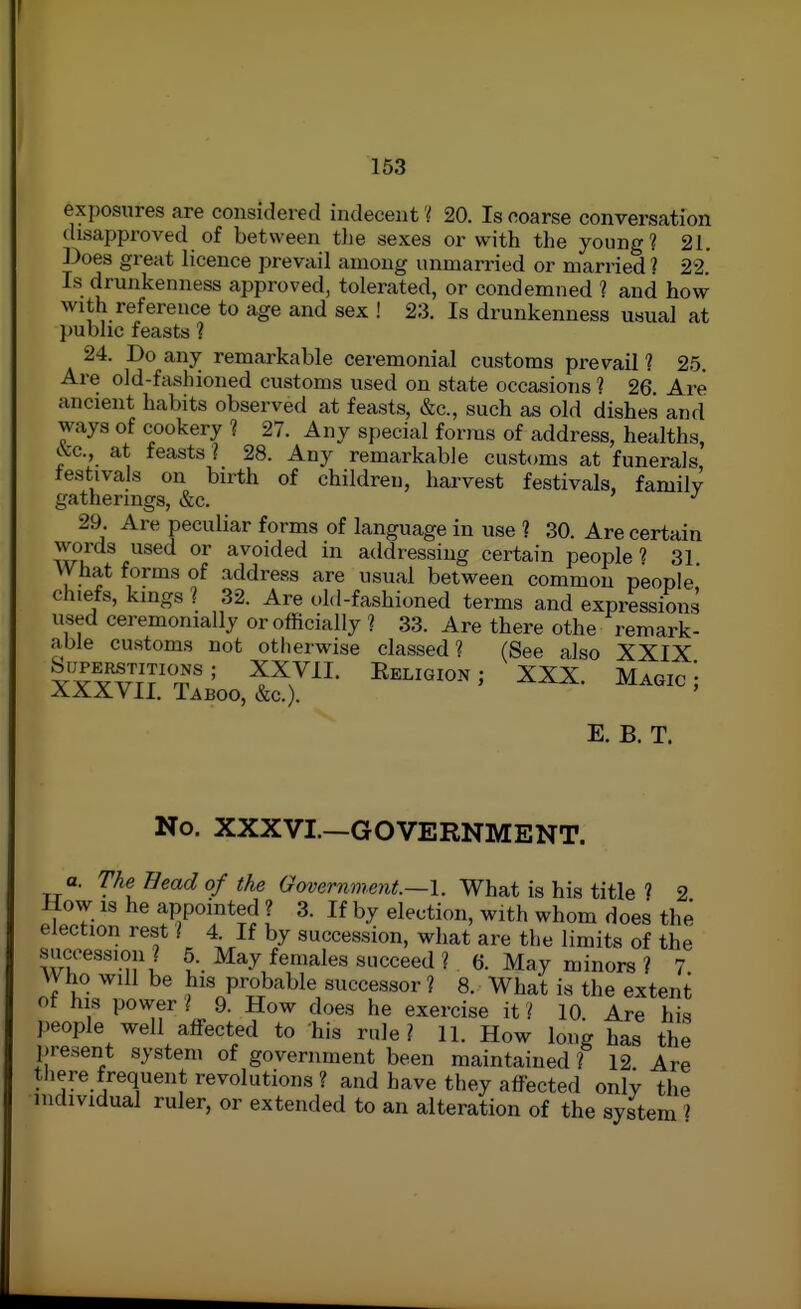 153
exposures are considered indecent ? 20. Is coarse conversation
disapproved of between the sexes or with the young ? 21.
Does great licence prevail among unmarried or married ? 22.
Is drunkenness approved, tolerated, or condemned ? and how
with reference to age and sex ! 23. Is drunkenness usual at
public feasts ?
24. Do any remarkable ceremonial customs prevail ? 25.
Are old-fashioned customs used on state occasions ? 26. Are
ancient habits observed at feasts, &c., such as old dishes and
ways of cookery ? 27. Any special forms of address, healths,
&c., at feasts ? 28. Any remarkable customs at funerals,
festivals on birth of children, harvest festivals, family
gatherings, &c.
29. Are peculiar forms of language in use ? 30. Are certain
words used or avoided in addressing certain people ? 31.
What forms of address are usual between common people,
chiefs, kings ? 32. Are old-fashioned terms and expressions
used ceremonially or officially ? 33. Are there othe remark-
able customs not otherwise classed ? (See also XXIX.
SUPERSTITIONS ; XXVII. RELIGION ; XXX. MAGIC ;
XXXVII. TABOO, &c.).
E. B. T.
No. XXXVI.—GOVERNMENT.
a. The Head of the Government.—1. What is his title ? 2.
How is he appointed ? 3. If by election, with whom does the
election rest ? 4. If by succession, what are the limits of the
succession ? 5. May females succeed ? 6. May minors ? 7.
Who will be his probable successor ? 8. What is the extent
of his power ? 9. How does he exercise it ? 10. Are his
people well affected to his rule ? 11. How long has the
present system of government been maintained ? 12. Are
there frequent revolutions ? and have they affected only the
individual ruler, or extended to an alteration of the system ?